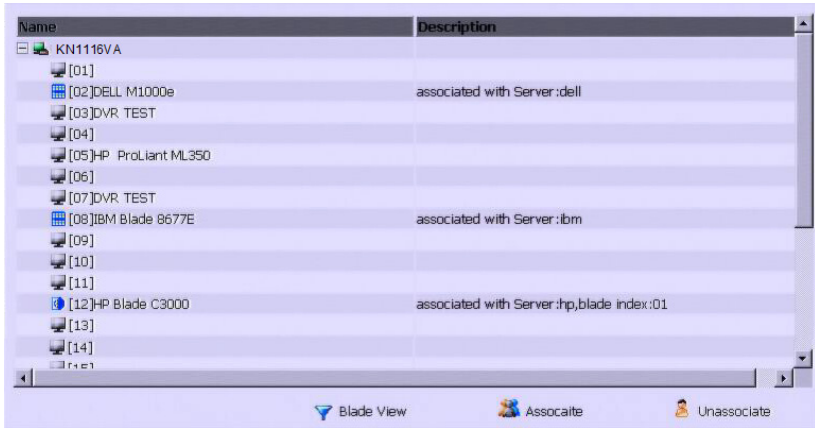 Name Description
KN1116VA
[01]
[02]DELL M1000e associated with Server:dell
[03]DVR TEST
[04]
[05]HP ProLiant ML350
[06]
[07]DVR TEST
[08]IBM Blade 8677E associated with Server:ibm
[09]
[10]
[11]
[12]HP Blade C3000 associated with Server:hp,blade index:01
[13]
[14]
[15]
Blade View Assocaite Unassociate